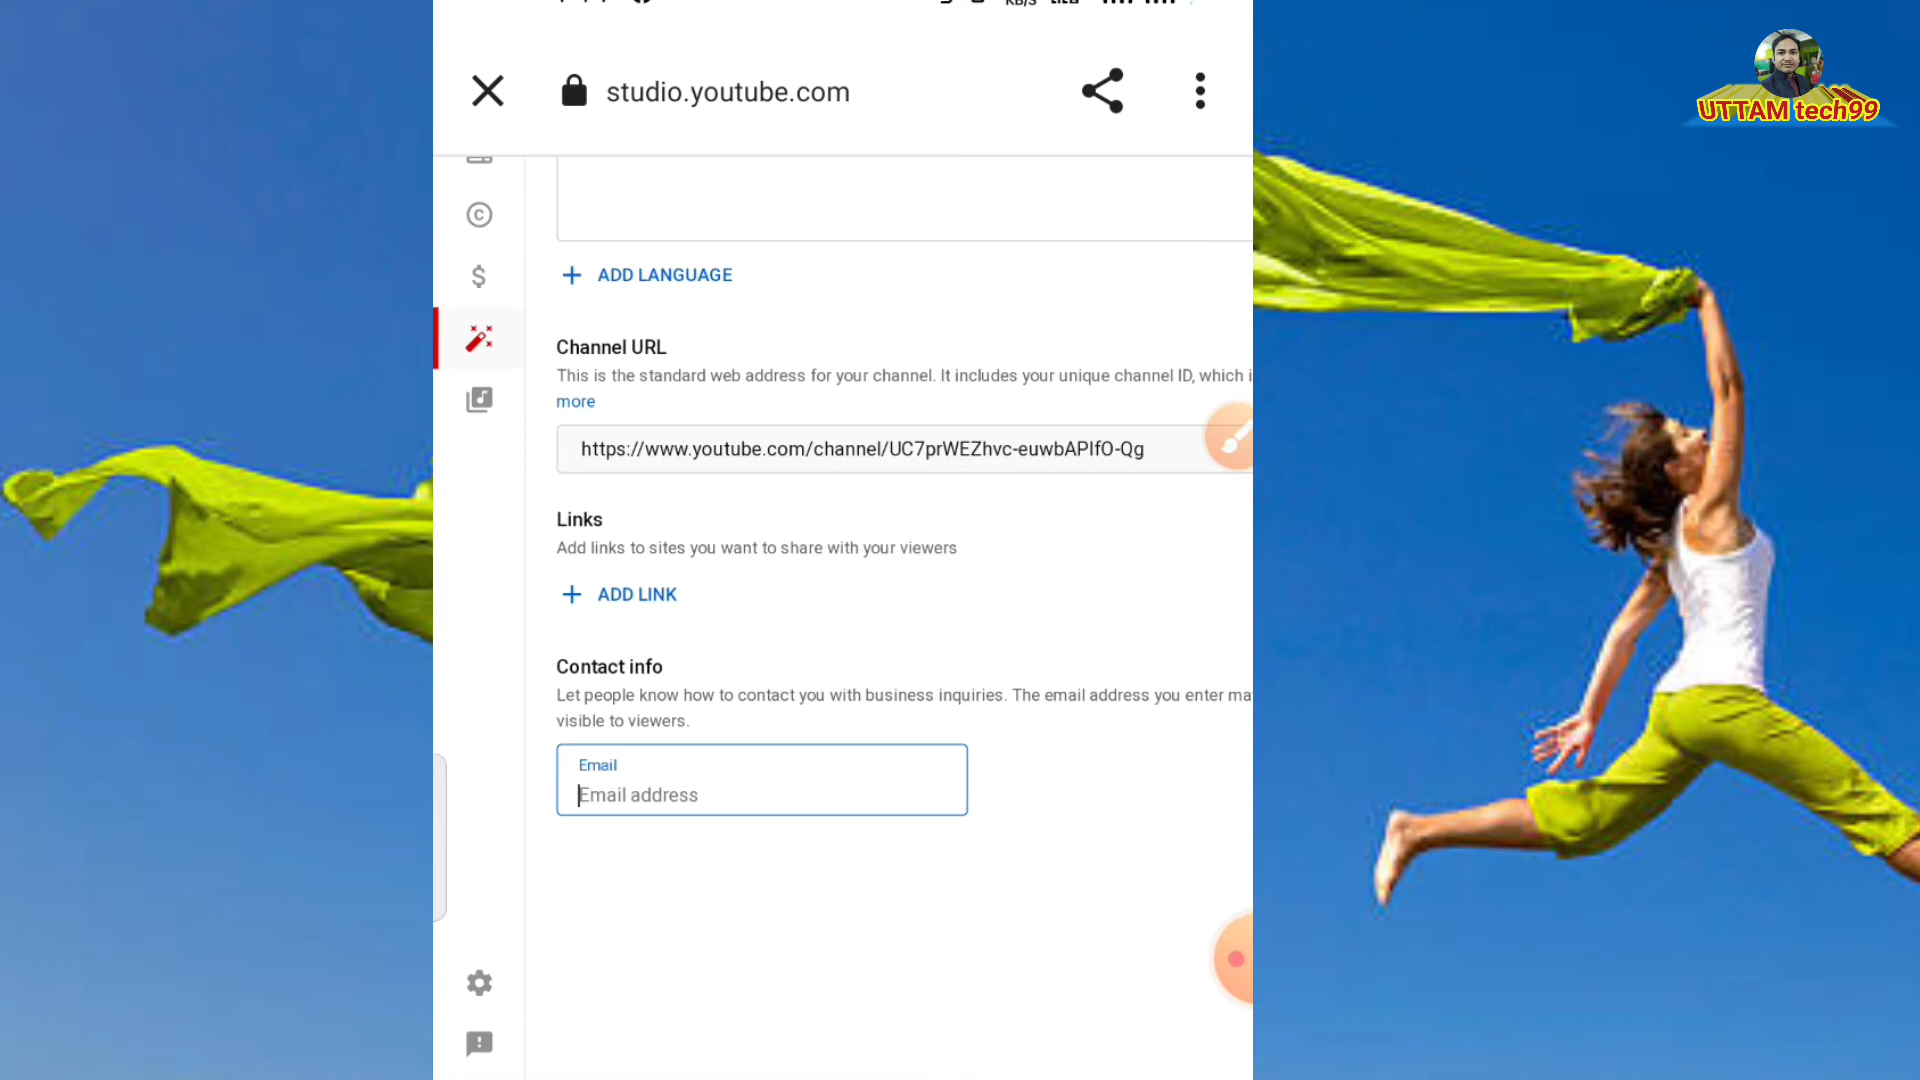 studio.youtube.com
UTTAM tech99
ADD LANGUAGE
Channel URL
This is the standard web address for your channel. It includes your unique channel ID, which i
more
https://www.youtube.com/channel/UC7prWEZhvc-euwbAPIfO-Qg
Links
Add links to sites you want to share with your viewers
+ ADD LINK
Contact info
Let people know how to contact you with business inquiries. The email address you enter ma
visible to viewers.
Email
Email address